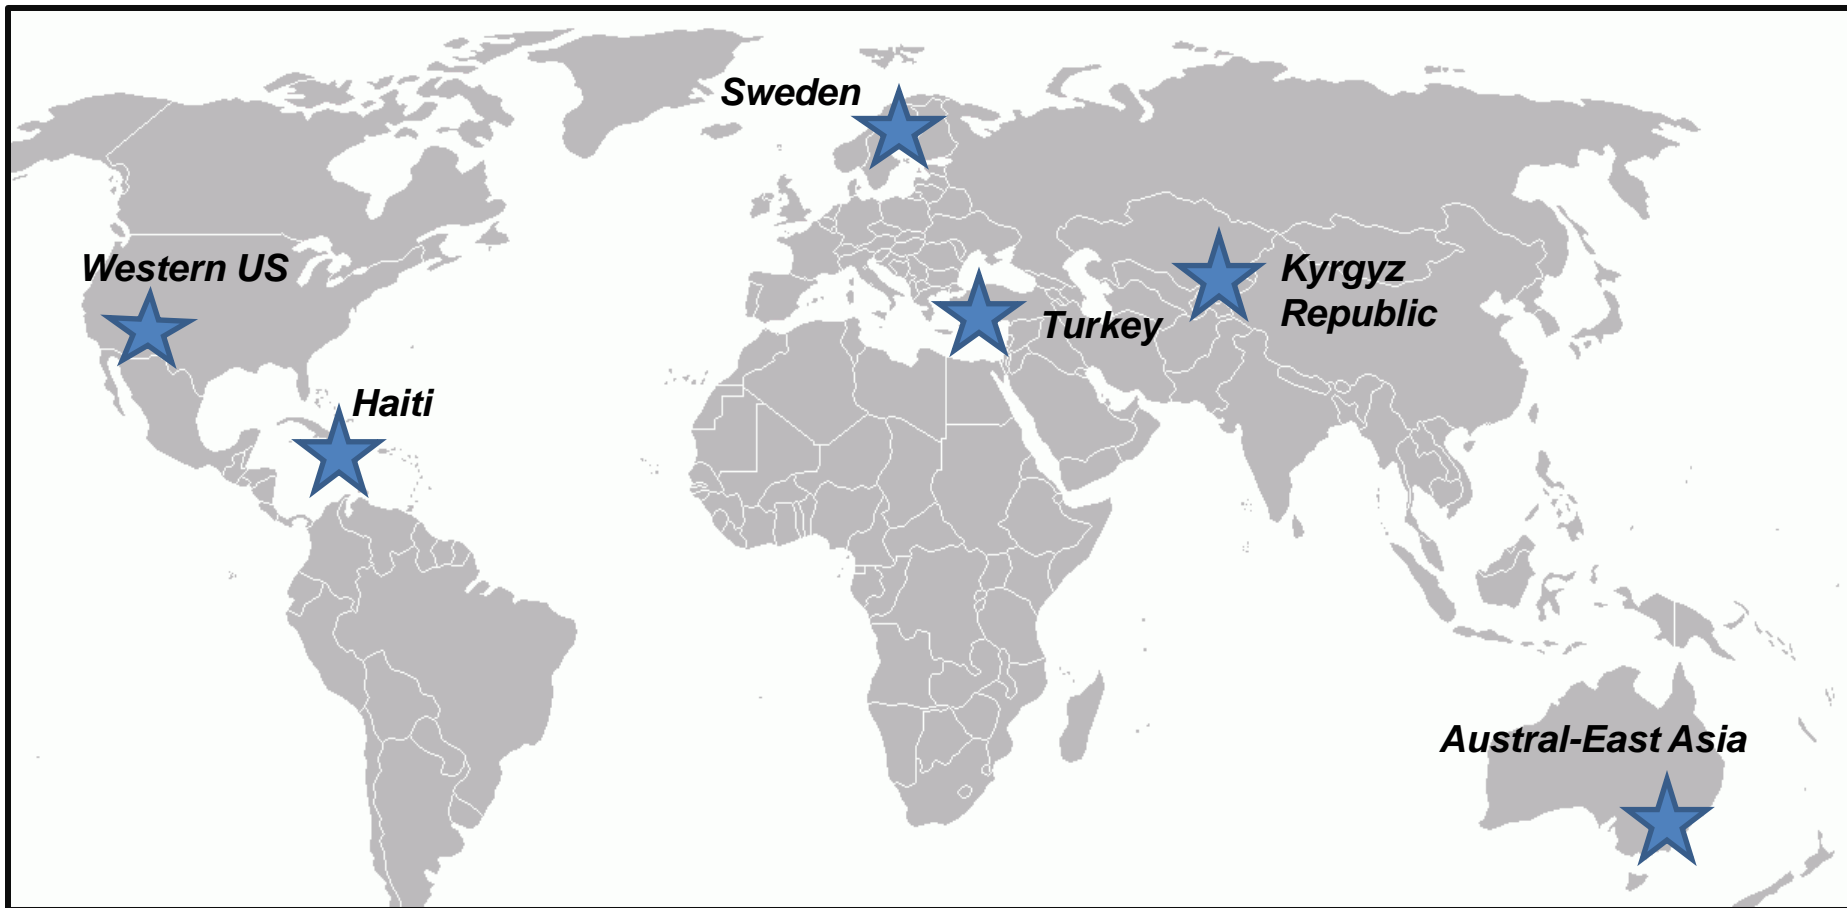 Sweden
Western US
Kyrgyz
Republic
Turkey
Haiti
Austral-East Asia